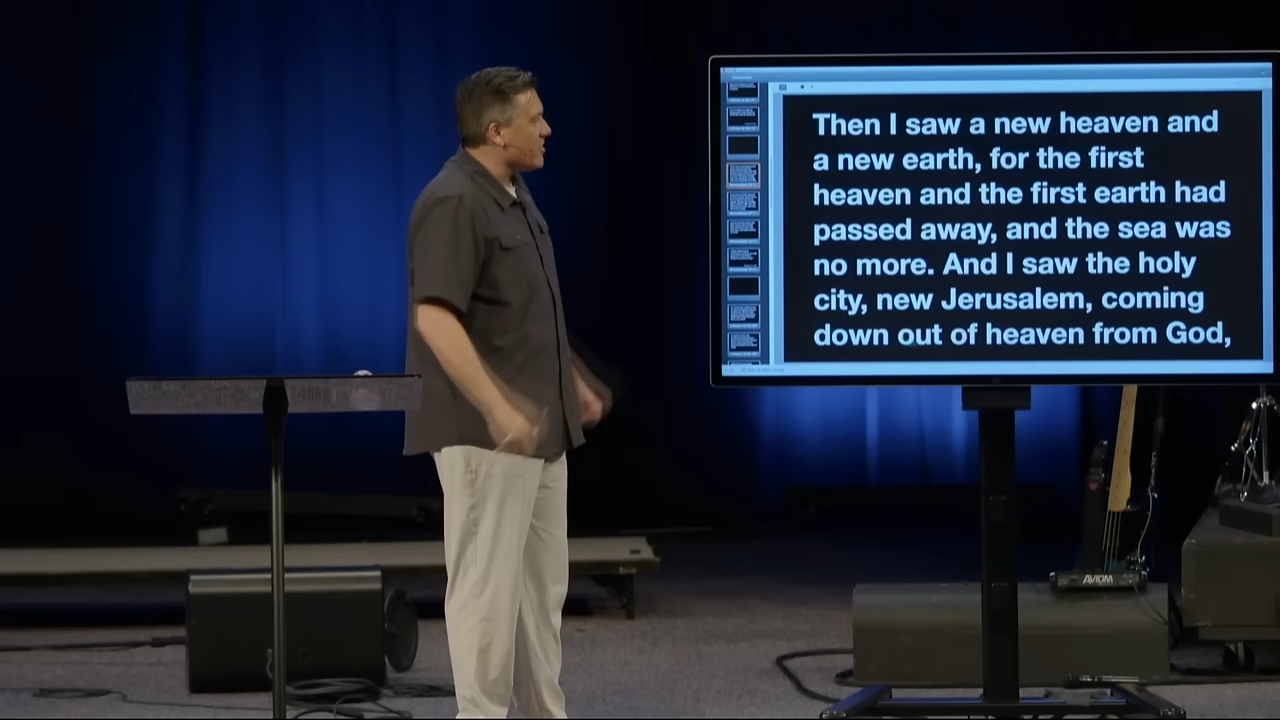 Then I saw a new heaven and
a new earth, for the first
heaven and the first earth had
passed away, and the sea was
no more. And I saw the holy
city, new Jerusalem, coming
down out of heaven from God,
AVIOM